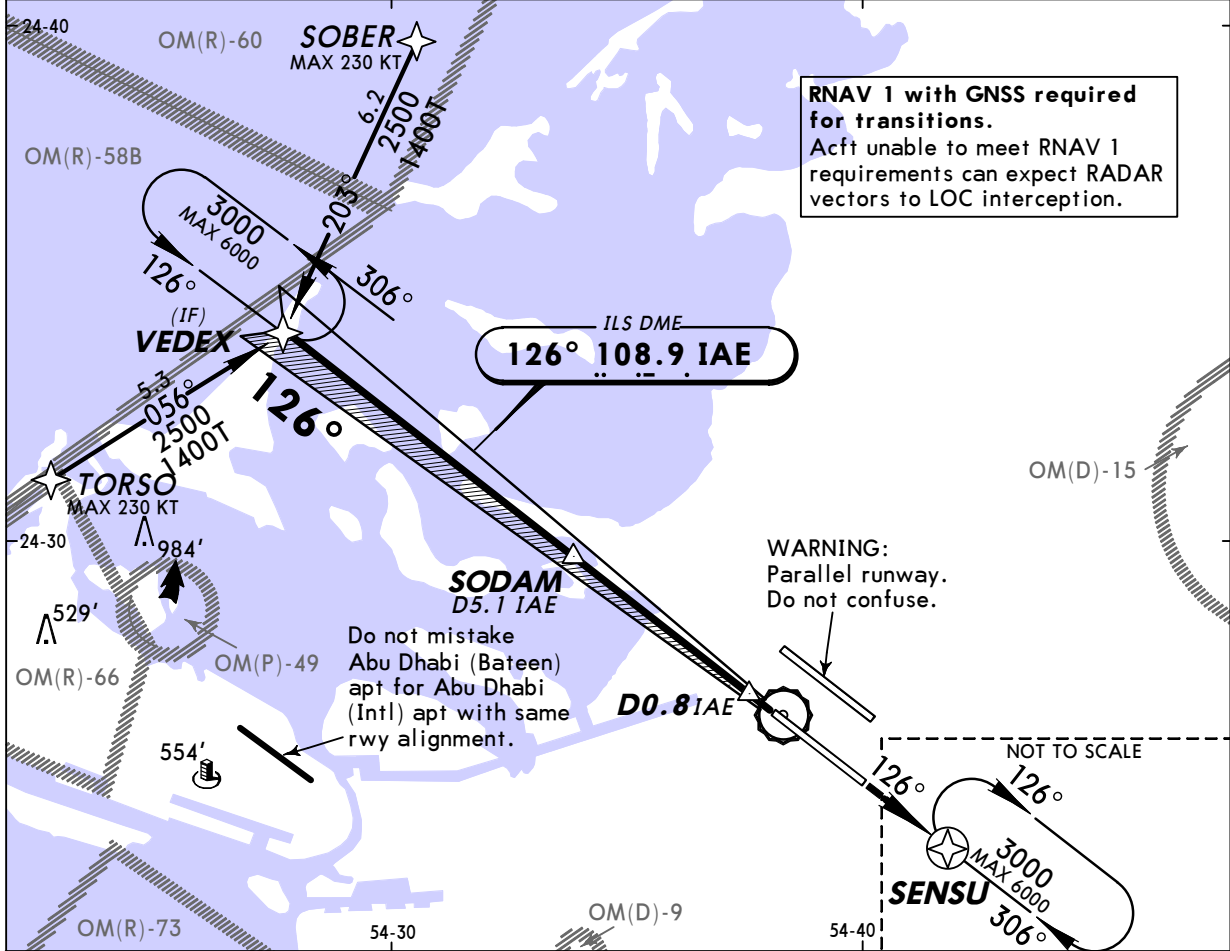 24-40
OM(R)-60
SOBER
MAX 230 KT
6.2
2500
1400T
203°
RNAV 1 with GNSS required
for transitions.
Acft unable to meet RNAV 1
requirements can expect RADAR
vectors to LOC interception.
OM(R)-58B
3000
MAX 6000
126°
306°
(IF)
VEDEX
ILS DME
126° 108.9 IAE
.. .- .
5.3
056°
2500
1400T
126°
TORSO
MAX 230 KT
OM(D)-15
24-30
984'
529'
SODAM
D5.1 IAE
WARNING:
Parallel runway.
Do not confuse.
OM(P)-49
OM(R)-66
Do not mistake
Abu Dhabi (Bateen)
apt for Abu Dhabi
(Intl) apt with same
rwy alignment.
D0.8 IAE
554'
NOT TO SCALE
126°
126°
3000
MAX 6000
SENSU
306°
OM(D)-9
OM(R)-73
54-30
54-40